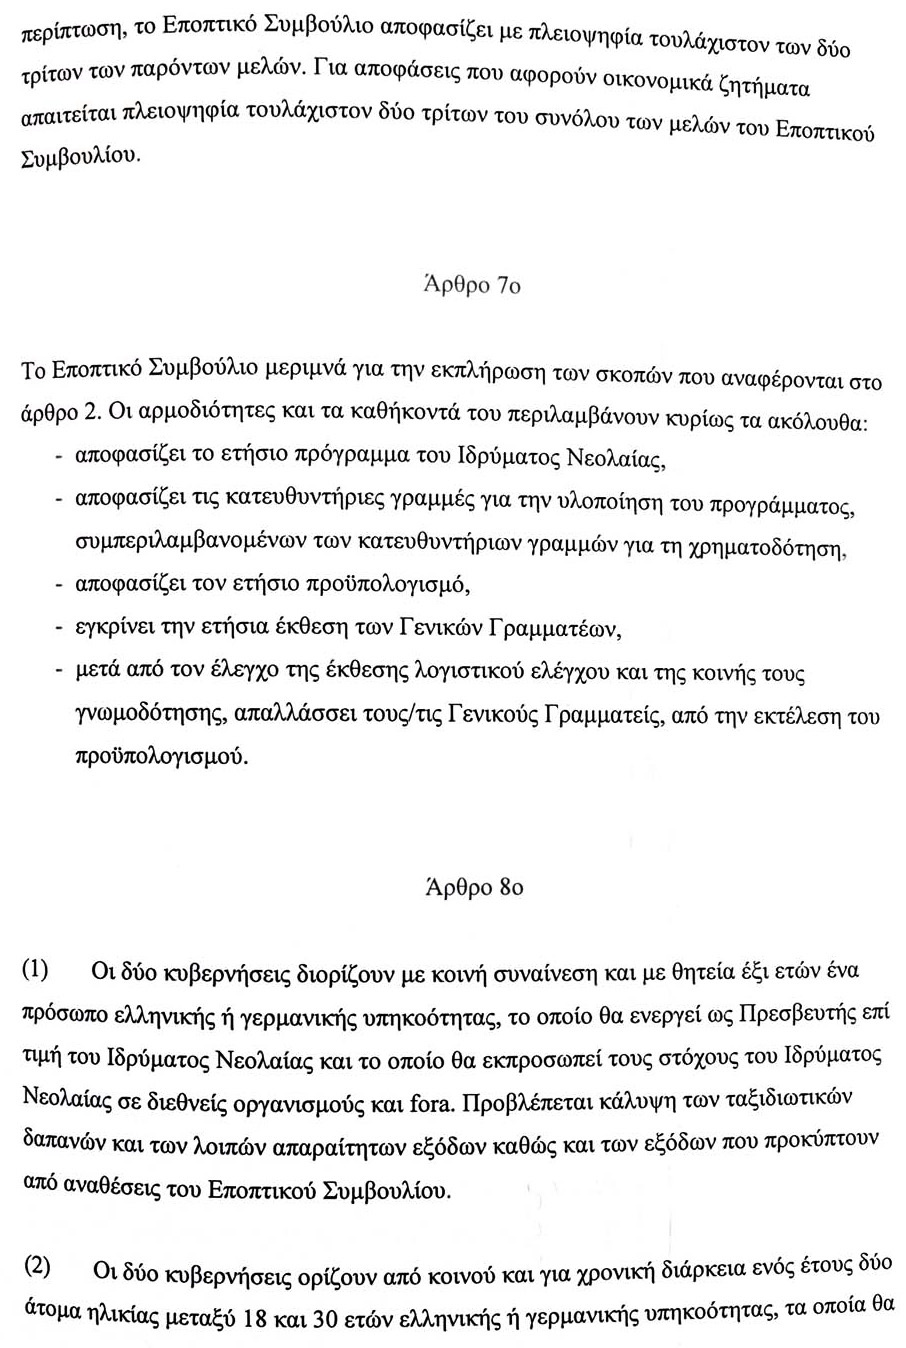 περίπτωση, το Εποπτικό Συμβούλιο αποφασίζει με πλειοψηφία τουλάχιστον των δύο
τρίτων των παρόντων μελών. Για αποφάσεις που αφορούν οικονομικά ζητήματα
απαιτείται πλειοψηφία τουλάχιστον δύο τρίτων του συνόλου των μελών του Εποπτικού
Συμβουλίου.
Άρθρο 7ο
Το Εποπτικό Συμβούλιο μεριμνά για την εκπλήρωση των σκοπών που αναφέρονται στο
άρθρο 2. Οι αρμοδιότητες και τα καθήκοντά του περιλαμβάνουν κυρίως τα ακόλουθα:
- αποφασίζει το ετήσιο πρόγραμμα του Ιδρύματος Νεολαίας,
- αποφασίζει τις κατευθυντήριες γραμμές για την υλοποίηση του προγράμματος,
συμπεριλαμβανομένων των κατευθυντήριων γραμμών για τη χρηματοδότηση,
- αποφασίζει τον ετήσιο προϋπολογισμό,
- εγκρίνει την ετήσια έκθεση των Γενικών Γραμματέων,
- μετά από τον έλεγχο της έκθεσης λογιστικού ελέγχου και της κοινής τους
γνωμοδότησης, απαλλάσσει τους/τις Γενικούς Γραμματείς, από την εκτέλεση του
προϋπολογισμού.
Άρθρο 8ο
(1) Οι δύο κυβερνήσεις διορίζουν με κοινή συναίνεση και με θητεία έξι ετών ένα
πρόσωπο ελληνικής ή γερμανικής υπηκοότητας, το οποίο θα ενεργεί ως Πρεσβευτής επί
τιμή του Ιδρύματος Νεολαίας και το οποίο θα εκπροσωπεί τους στόχους του Ιδρύματος
Νεολαίας σε διεθνείς οργανισμούς και fora. Προβλέπεται κάλυψη των ταξιδιωτικών
δαπανών και των λοιπών απαραίτητων εξόδων καθώς και των εξόδων που προκύπτουν
από αναθέσεις του Εποπτικού Συμβουλίου.
(2) Οι δύο κυβερνήσεις ορίζουν από κοινού και για χρονική διάρκεια ενός έτους δύο
άτομα ηλικίας μεταξύ 18 και 30 ετών ελληνικής ή γερμανικής υπηκοότητας, τα οποία θα